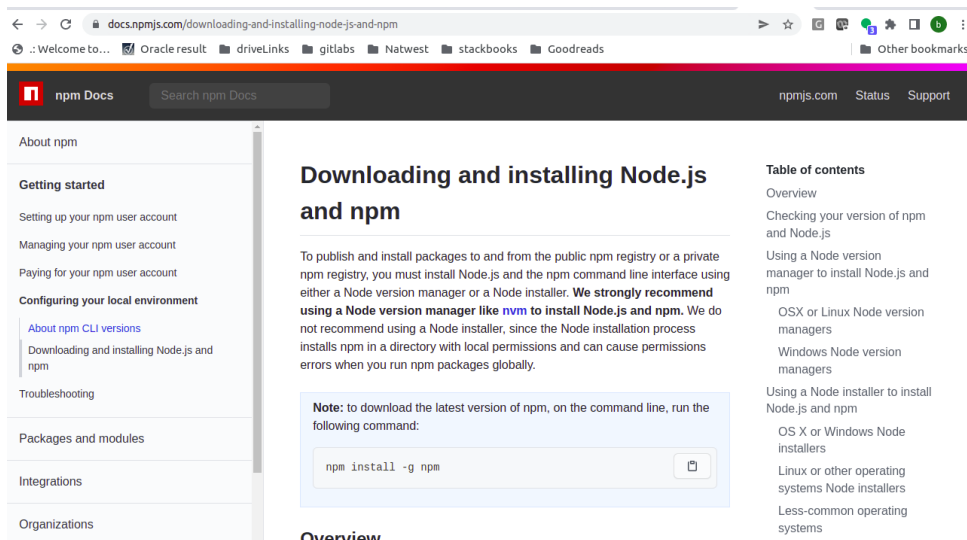 docs.npmjs.com/downloading-and-installing-node-js-and-npm
G
3
b
.: Welcome to... Oracle result driveLinks gitlabs Natwest stackbooks Goodreads Other bookmarks
npm Docs Search npm Docs npmjs.com Status Support
About npm
Getting started
Setting up your npm user account
Managing your npm user account
Paying for your npm user account
Configuring your local environment
About npm CLI versions
Downloading and installing Node.js and
npm
Troubleshooting
Packages and modules
Integrations
Organizations
Downloading and installing Node.js
and npm
To publish and install packages to and from the public npm registry or a private
npm registry, you must install Node.js and the npm command line interface using
either a Node version manager or a Node installer. We strongly recommend
using a Node version manager like nvm to install Node.js and npm. We do
not recommend using a Node installer, since the Node installation process
installs npm in a directory with local permissions and can cause permissions
errors when you run npm packages globally.
Note: to download the latest version of npm, on the command line, run the
following command:
npm install -g npm
Overview
Table of contents
Overview
Checking your version of npm
and Node.js
Using a Node version
manager to install Node.js and
npm
OSX or Linux Node version
managers
Windows Node version
managers
Using a Node installer to install
Node.js and npm
OS X or Windows Node
installers
Linux or other operating
systems Node installers
Less-common operating
systems